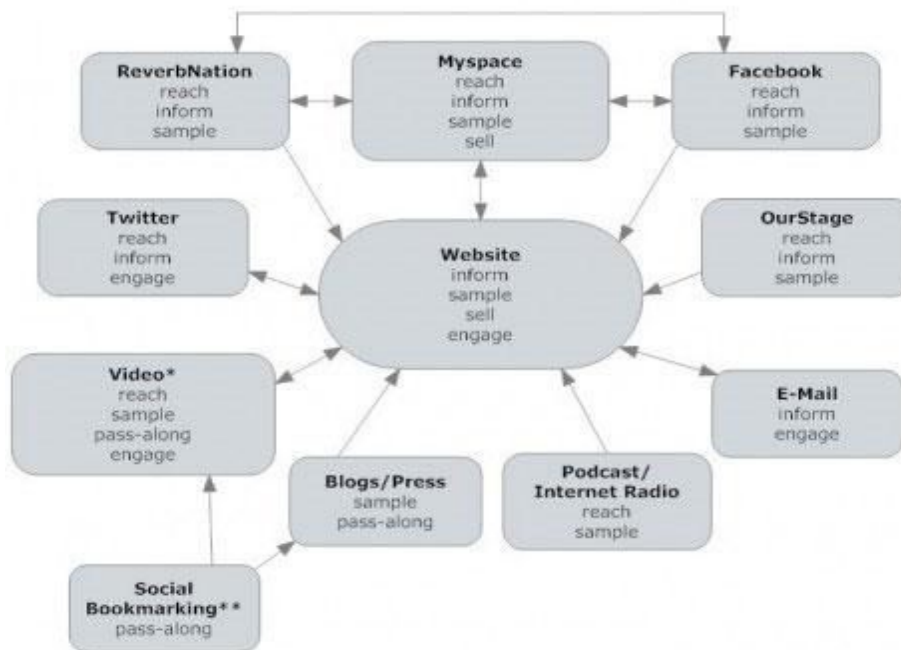 ReverbNation
reach
inform
sample
Myspace
reach
inform
sample
sell
Facebook
reach
inform
sample
Twitter
reach
inform
engage
Website
inform
sample
sell
engage
OurStage
reach
inform
sample
Video*
reach
sample
pass-along
engage
E-Mail
inform
engage
Blogs/Press
sample
pass-along
Podcast/
Internet Radio
reach
sample
Social
Bookmarking**
pass-along